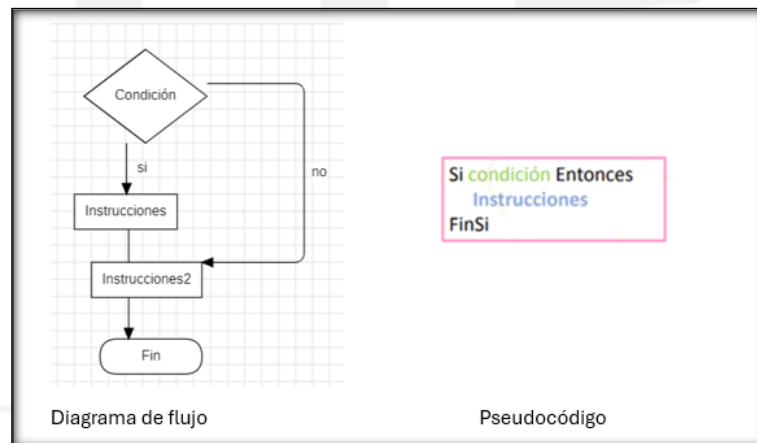 Condición
si
no
Instrucciones
Instrucciones2
Fin
Diagrama de flujo
Si condición Entonces
Instrucciones
FinSi
Pseudocódigo